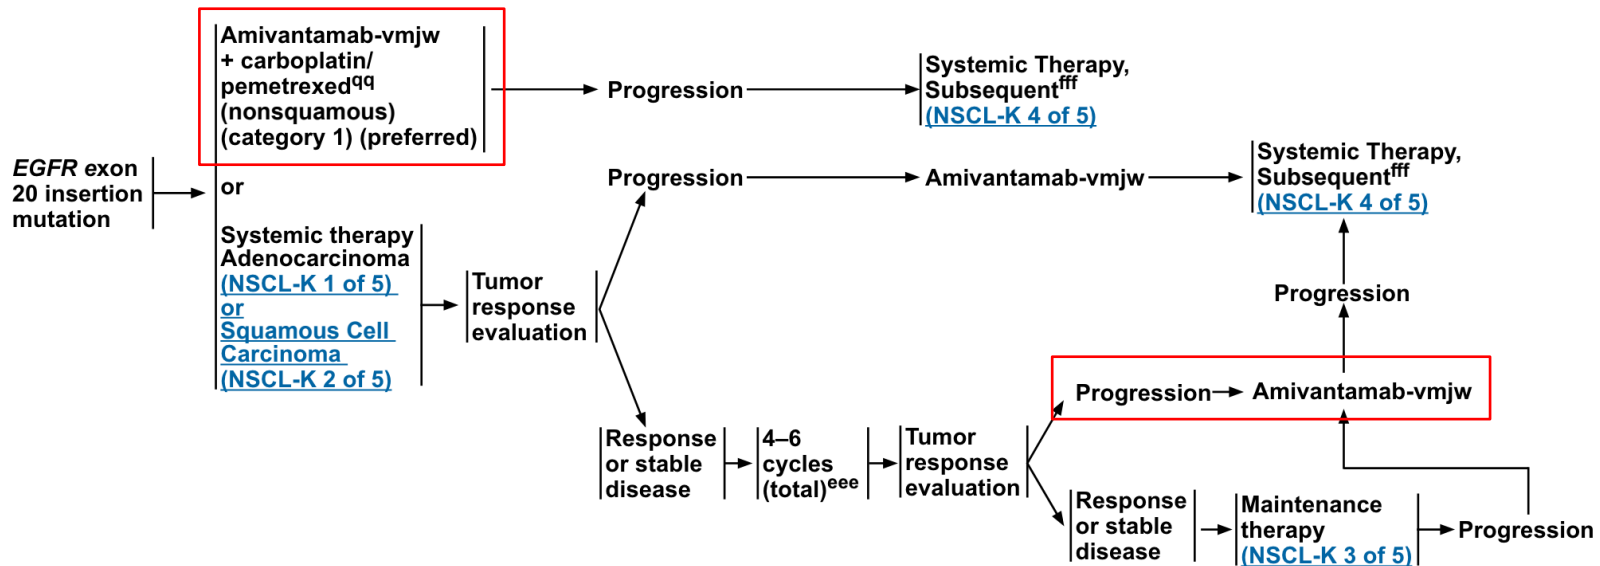 Amivantamab-vmjw
+ carboplatin/
pemetrexedqq
(nonsquamous)
(category 1) (preferred)
Progression
Systemic Therapy,
Subsequentfff
(NSCL-K 4 of 5)
EGFR exon
20 insertion
mutation
or
Systemic therapy
Adenocarcinoma
(NSCL-K 1 of 5)
or
Squamous Cell
Carcinoma
(NSCL-K 2 of 5)
Tumor
response
evaluation
Progression
Amivantamab-vmjw
Systemic Therapy,
Subsequentfff
(NSCL-K 4 of 5)
Progression
Response
or stable
disease
4–6
cycles
(total)eee
Tumor
response
evaluation
Progression
Amivantamab-vmjw
Response
or stable
disease
Maintenance
therapy
(NSCL-K 3 of 5)
Progression